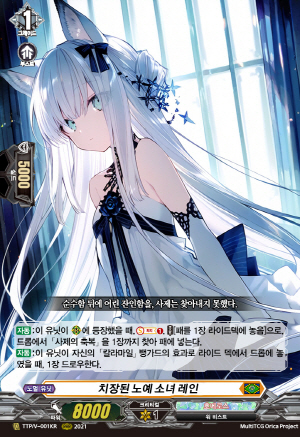 1
그레이드
부스트
5000
순수함 뒤에 어린 잔인함을, 사제는 찾아내지 못했다.
자동:이 유닛이 에 등장했을 때, 1, [패를 1장 라이드덱에 놓음]으로,
드롭에서 「사제의 축복」을 1장까지 찾아 패에 넣는다.
자동:이 유닛이 자신의 「칼라마일」 뱅가드의 효과로 라이드 덱에서 드롭에 놓
였을 때, 1장 드로우한다.
노멀 유닛
치장된 노예 소녀 레인
TTP/V-001KR 2021
파워 8000
크리티컬 1
워 비스트
MultiTCG Orica Project